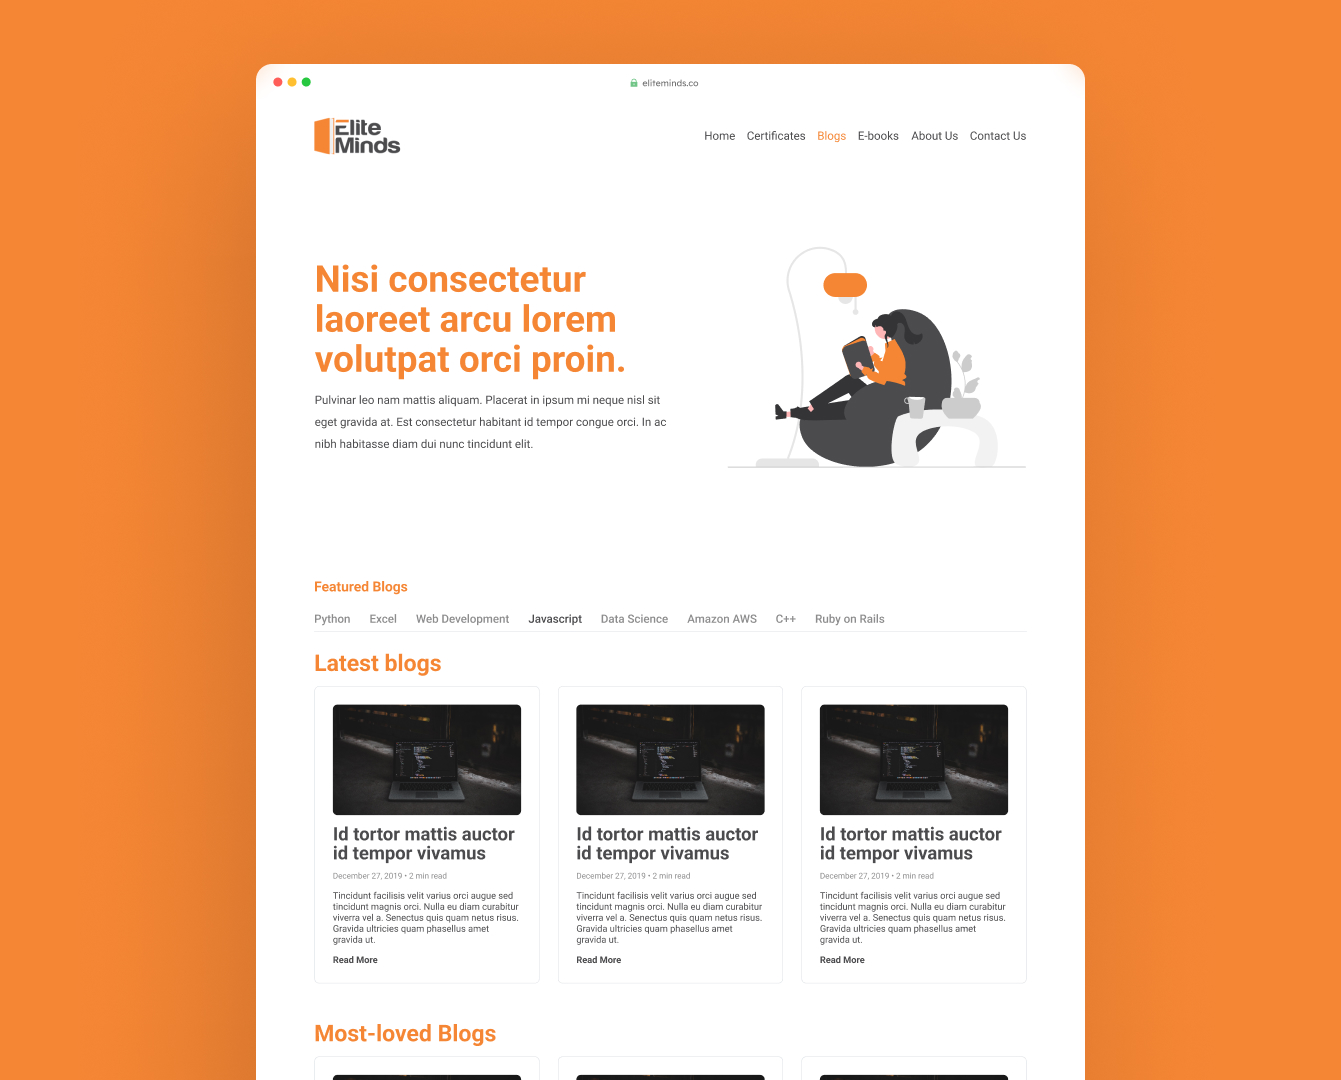 eliteminds.co
Elite
Minds
Home Certificates Blogs E-books About Us Contact Us
Nisi consectetur
laoreet arcu lorem
volutpat orci proin.
Pulvinar leo nam mattis aliquam. Placerat in ipsum mi neque nisl sit
eget gravida at. Est consectetur habitant id tempor congue orci. In ac
nibh habitasse diam dui nunc tincidunt elit.
Featured Blogs
Python Excel Web Development Javascript Data Science Amazon AWS C++ Ruby on Rails
Latest blogs
Id tortor mattis auctor
id tempor vivamus
December 27, 2019 • 2 min read
Tincidunt facilisis velit varius orci augue sed
tincidunt magnis orci. Nulla eu diam curabitur
viverra vel a. Senectus quis quam netus risus.
Gravida ultricies quam phasellus amet
gravida ut.
Read More
Id tortor mattis auctor
id tempor vivamus
December 27, 2019 • 2 min read
Tincidunt facilisis velit varius orci augue sed
tincidunt magnis orci. Nulla eu diam curabitur
viverra vel a. Senectus quis quam netus risus.
Gravida ultricies quam phasellus amet
gravida ut.
Read More
Id tortor mattis auctor
id tempor vivamus
December 27, 2019 • 2 min read
Tincidunt facilisis velit varius orci augue sed
tincidunt magnis orci. Nulla eu diam curabitur
viverra vel a. Senectus quis quam netus risus.
Gravida ultricies quam phasellus amet
gravida ut.
Read More
Most-loved Blogs